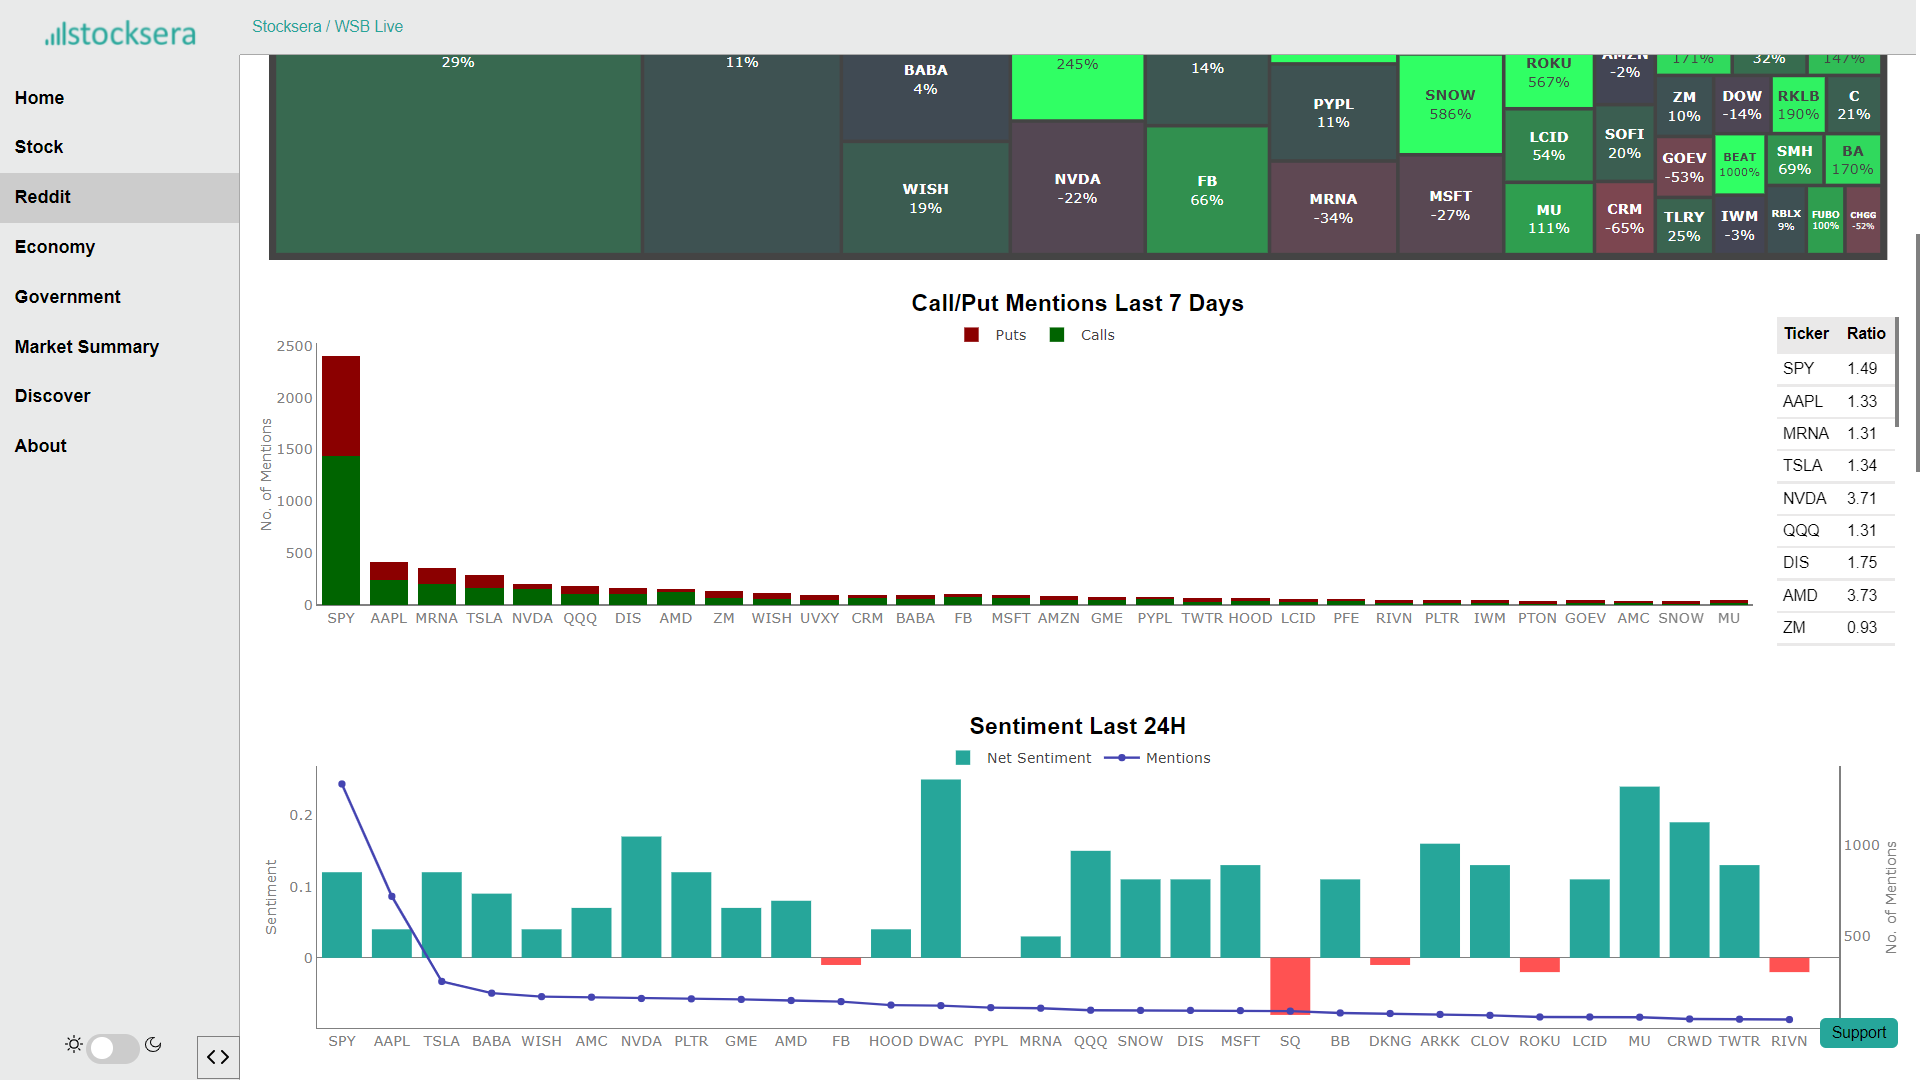 stocksera
Stocksera / WSB Live
Home
Stock
Reddit
Economy
Government
Market Summary
Discover
About
29%
11%
BABA
4%
WISH
19%
245%
NVDA
-22%
14%
FB
66%
PYPL
11%
MRNA
-34%
SNOW
586%
MSFT
-27%
ROKU
567%
LCID
54%
MU
111%
AMZN
-2%
SOFI
20%
CRM
-65%
171%
32%
147%
ZM
10%
DOW
-14%
RKLB
190%
C
21%
GOEV
-53%
BEAT
1000%
SMH
69%
BA
170%
TLRY
25%
IWM
-3%
RBLX
9%
FUBO
100%
CHGG
-52%
Call/Put Mentions Last 7 Days
Puts Calls
No. of Mentions
2500
2000
1500
1000
500
0
SPY AAPL MRNA TSLA NVDA QQQ DIS AMD ZM WISH UVXY CRM BABA FB MSFT AMZN GME PYPL TWTR HOOD LCID PFE RIVN PLTR IWM PTON GOEV AMC SNOW MU
Ticker Ratio
SPY 1.49
AAPL 1.33
MRNA 1.31
TSLA 1.34
NVDA 3.71
QQQ 1.31
DIS 1.75
AMD 3.73
ZM 0.93
Sentiment Last 24H
Net Sentiment Mentions
Sentiment
0.2
0.1
0
1000
500
No. of Mentions
SPY AAPL TSLA BABA WISH AMC NVDA PLTR GME AMD FB HOOD DWAC PYPL MRNA QQQ SNOW DIS MSFT SQ BB DKNG ARKK CLOV ROKU LCID MU CRWD TWTR RIVN
Support